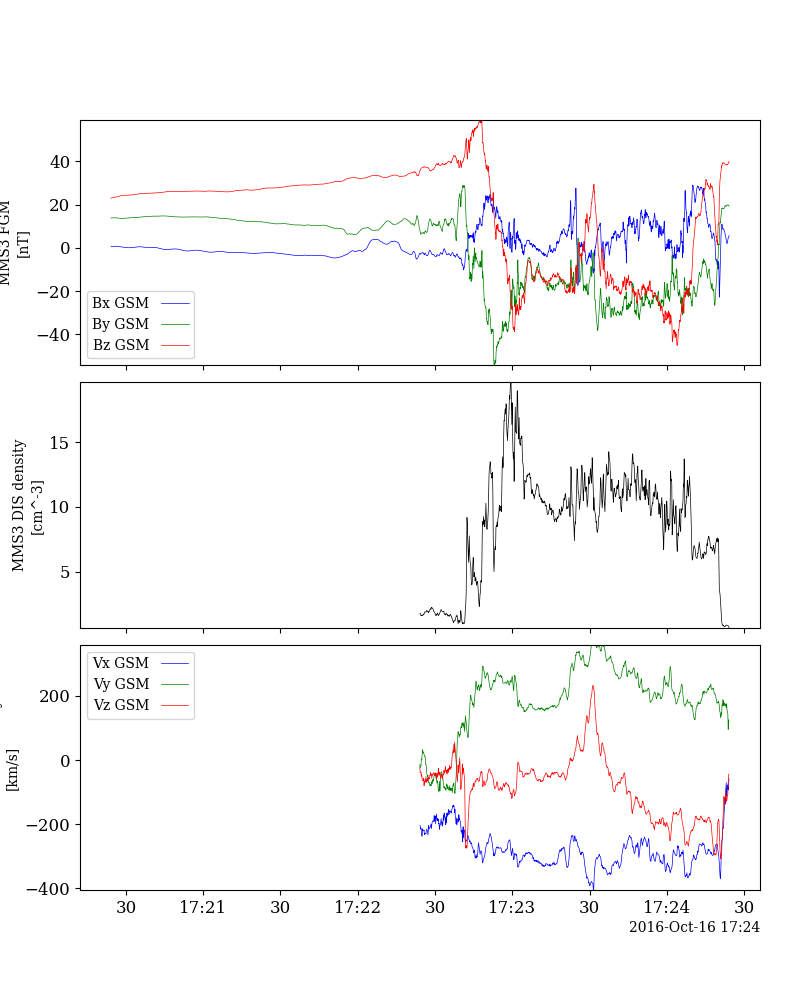 MMS3 FGM
[nT]
40
20
0
−20
−40
Bx GSM
By GSM
Bz GSM
MMS3 DIS density
[cm^-3]
15
10
5
[km/s]
200
0
−200
−400
Vx GSM
Vy GSM
Vz GSM
30 17:21 30 17:22 30 17:23 30 17:24 30
2016-Oct-16 17:24